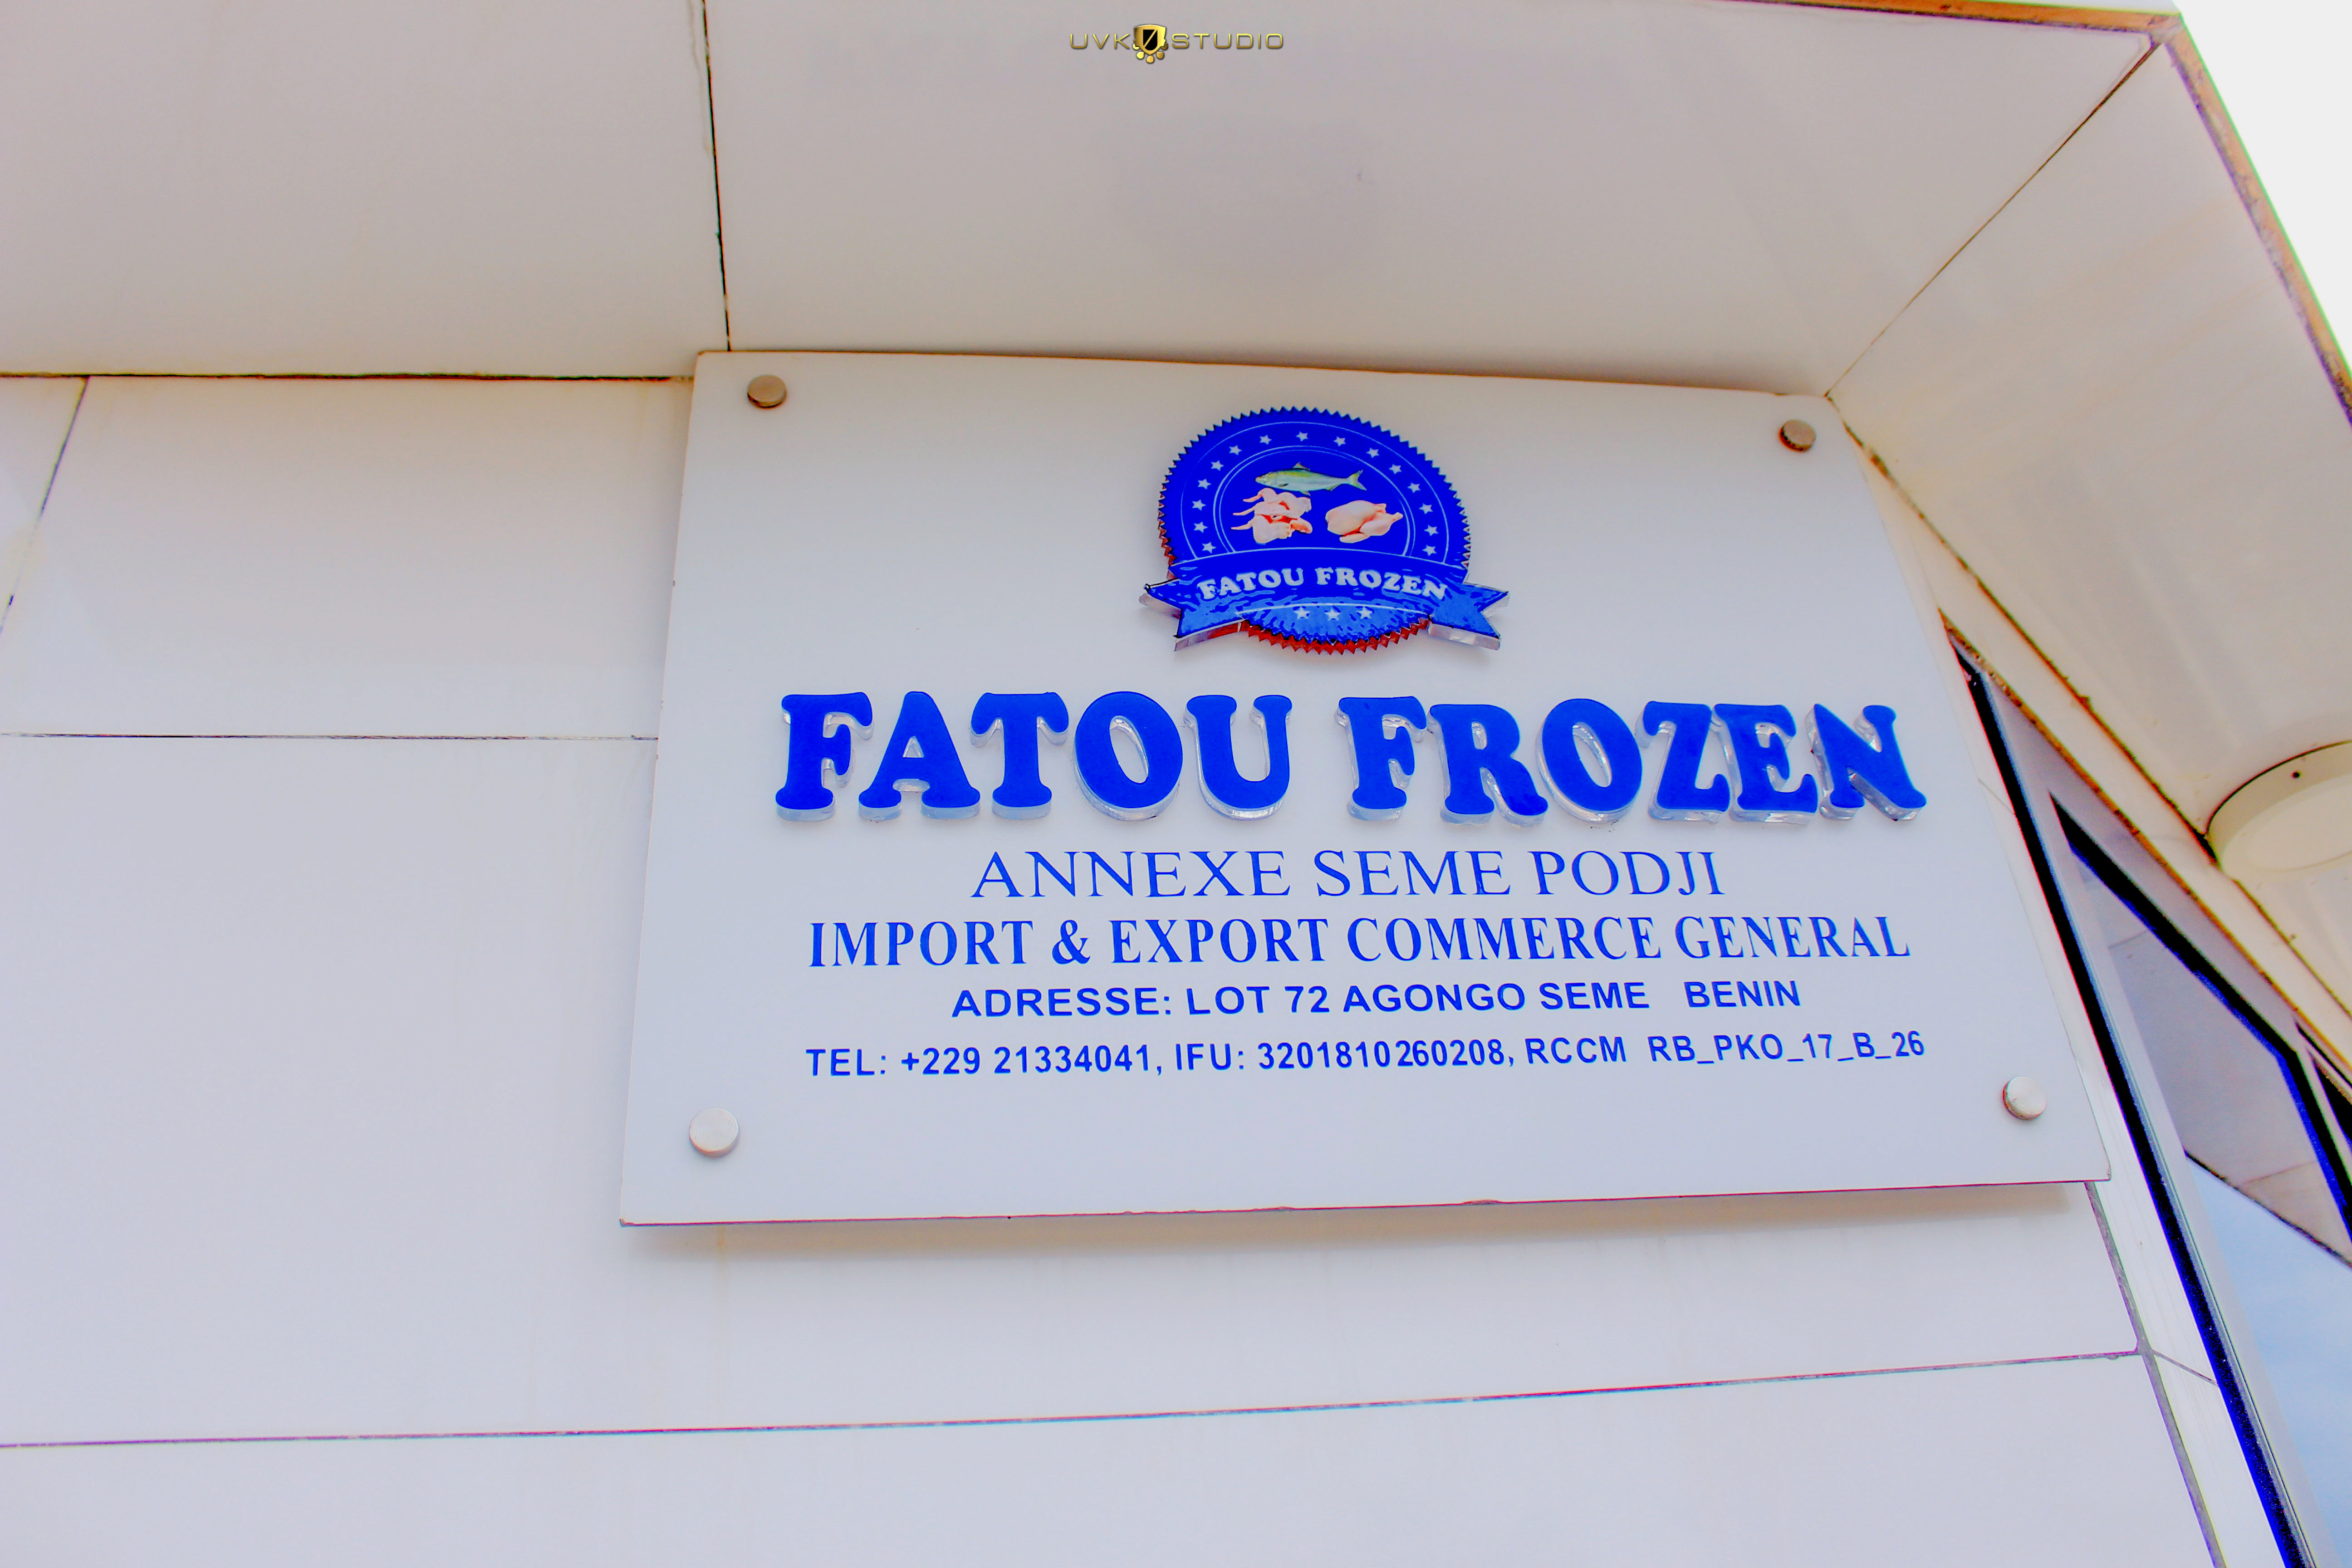 UVK STUDIO
FATOU FROZEN
FATOU FROZEN
ANNEXE SEME PODJI
IMPORT & EXPORT COMMERCE GENERAL
ADRESSE: LOT 72 AGONGO SEME BENIN
TEL: +229 21334041, IFU: 3201810260208, RCCM RB_PKO_17_B_26